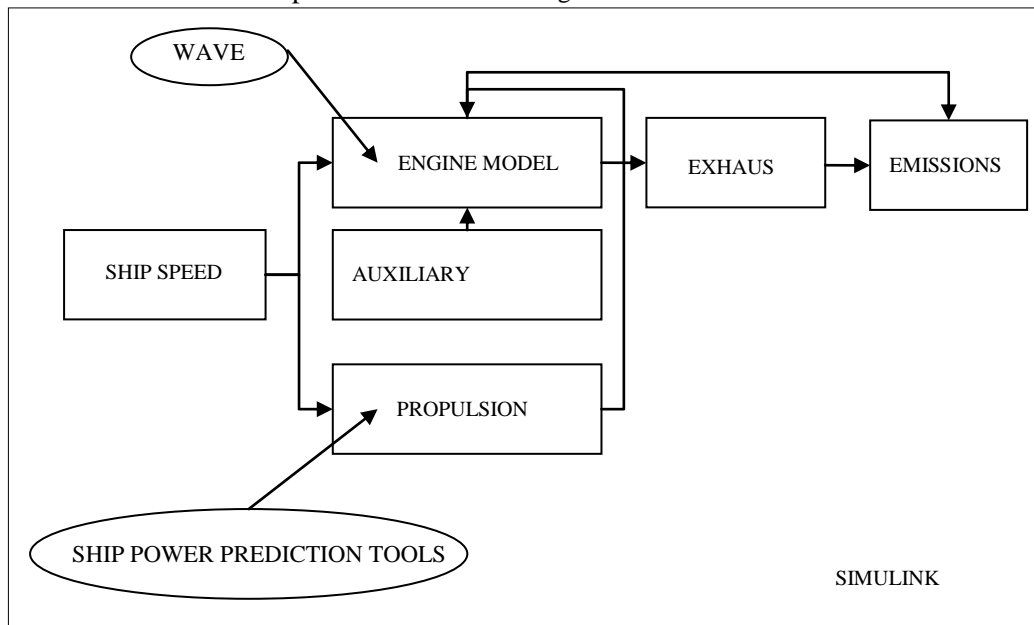 WAVE
ENGINE MODEL
EXHAUS
EMISSIONS
SHIP SPEED
AUXILIARY
PROPULSION
SHIP POWER PREDICTION TOOLS
SIMULINK